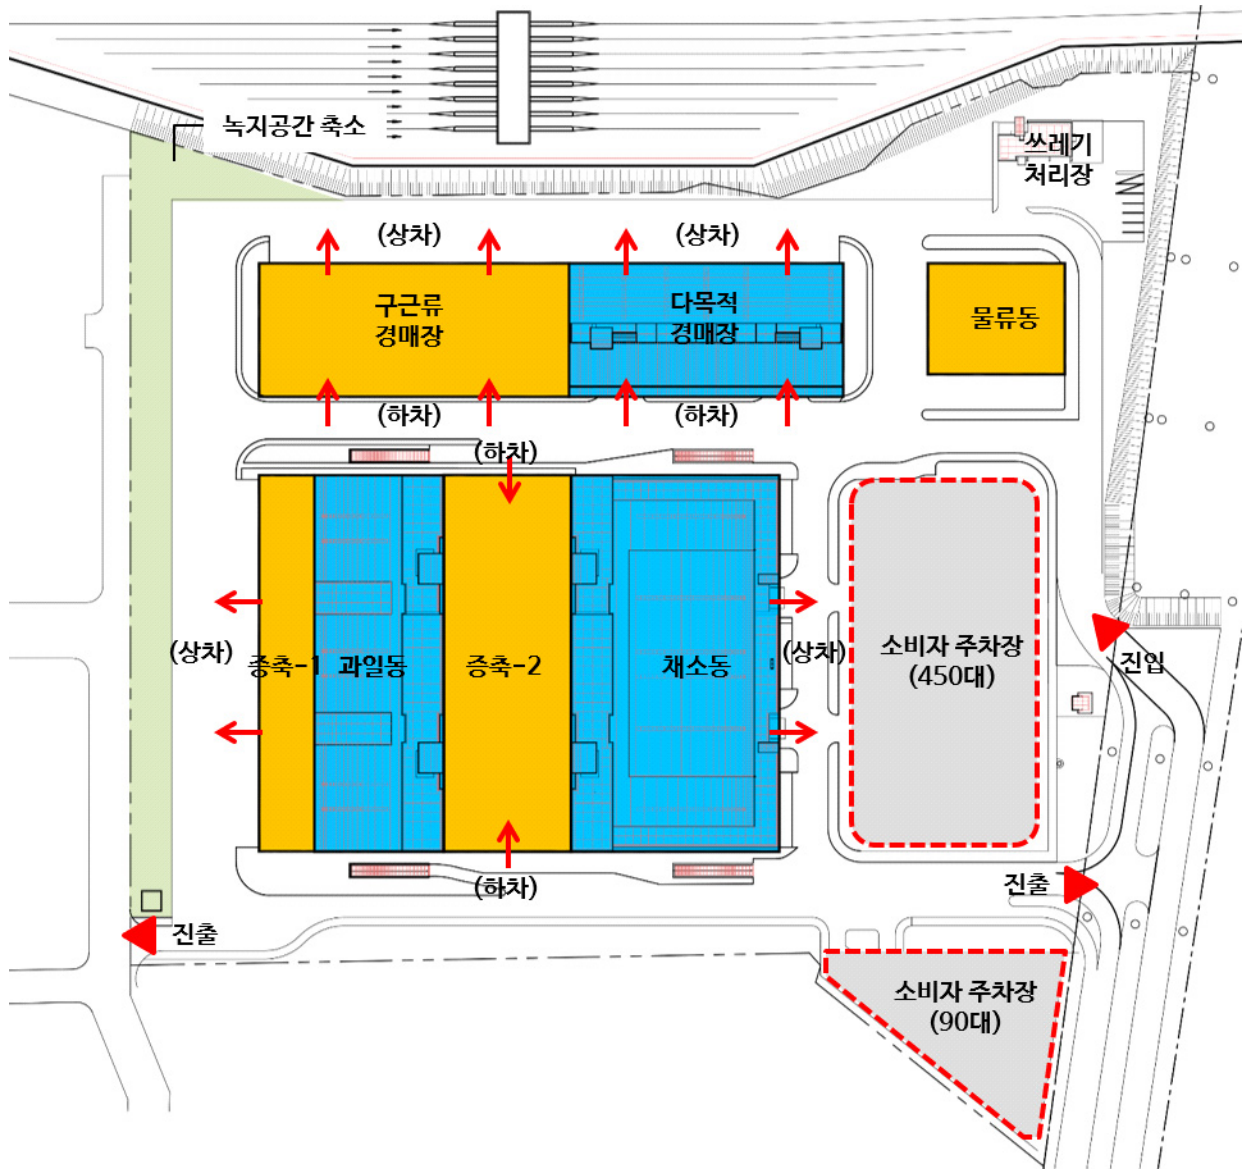 녹지공간 축소
쓰레기
처리장
(상차)
(상차)
구근류
경매장
다목적
경매장
물류동
(하차)
(하차)
(하차)
(상차)
증축-1
과일동
증축-2
채소동
(상차)
소비자 주차장
(450대)
진입
(하차)
진출
진출
소비자 주차장
(90대)